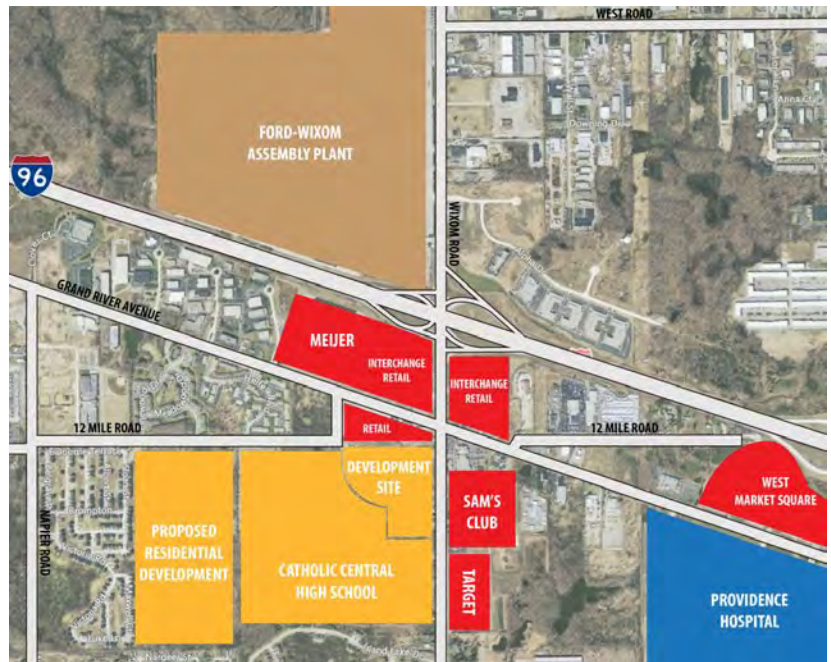 WEST ROAD
FORD-WIXOM
ASSEMBLY PLANT
96
WIXOM ROAD
GRAND RIVER AVENUE
MEIJER
INTERCHANGE
RETAIL
INTERCHANGE
RETAIL
12 MILE ROAD
RETAIL
12 MILE ROAD
DEVELOPMENT
SITE
WEST
MARKET SQUARE
SAM'S
CLUB
NAPIER ROAD
PROPOSED
RESIDENTIAL
DEVELOPMENT
CATHOLIC CENTRAL
HIGH SCHOOL
TARGET
PROVIDENCE
HOSPITAL